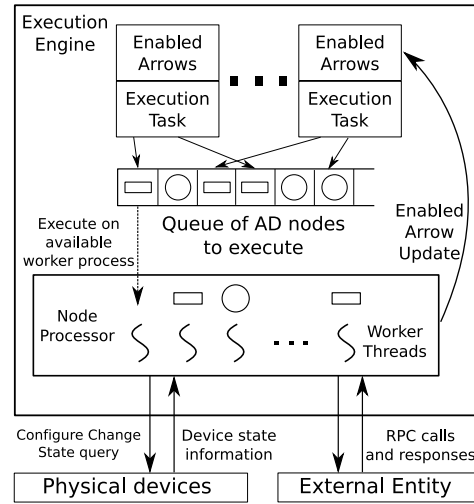 Execution
Engine
Enabled
Arrows
Execution
Task
Enabled
Arrows
Execution
Task
Queue of AD nodes
to execute
Execute on
available
worker process
Enabled
Arrow
Update
Node
Processor
Worker
Threads
Configure Change
State query
Device state
information
RPC calls
and responses
Physical devices
External Entity